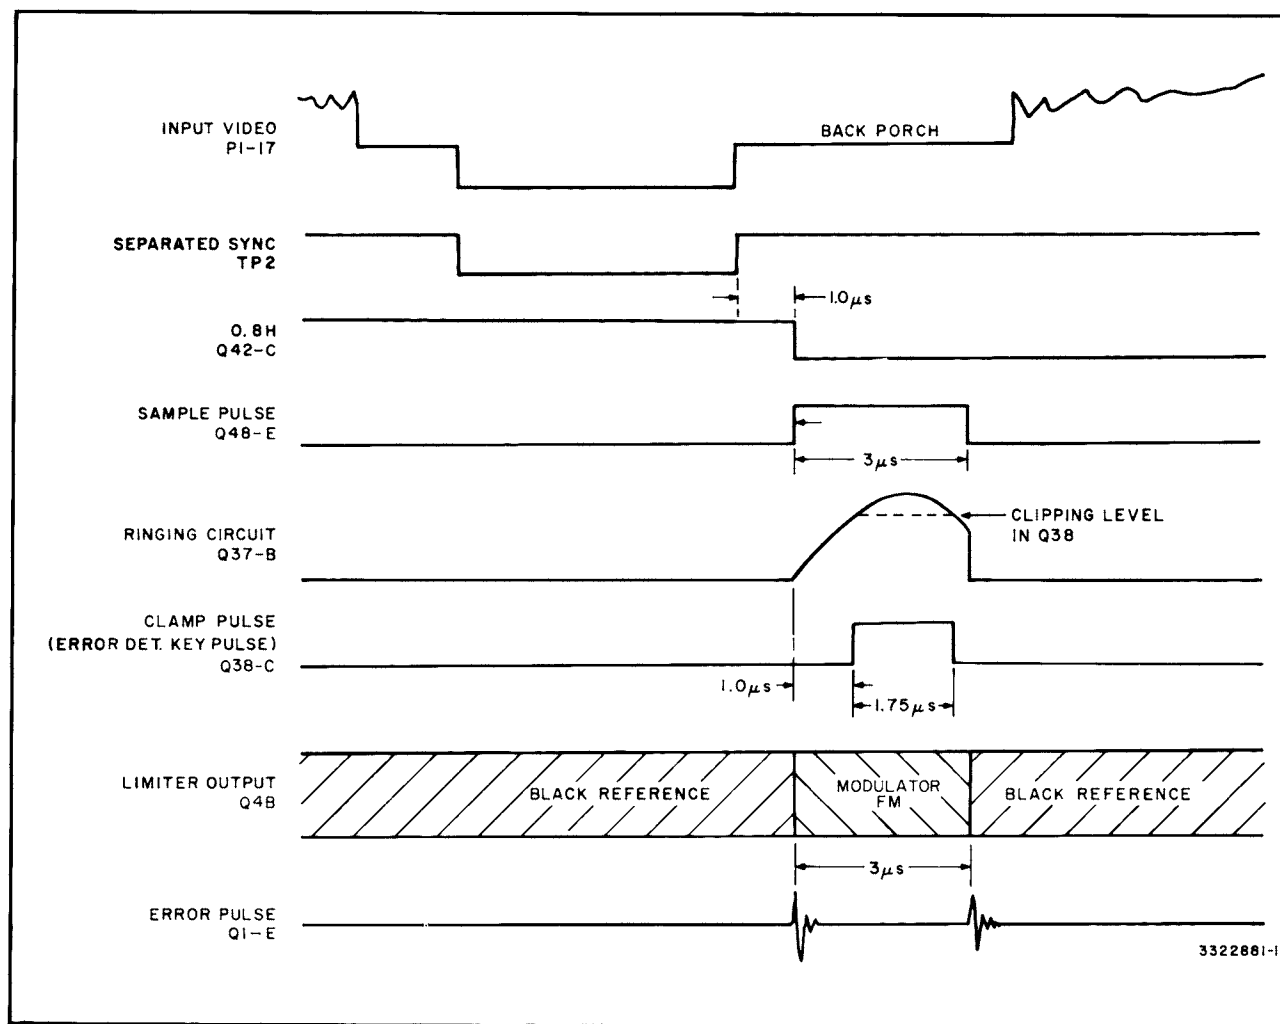 INPUT VIDEO
P1-17
BACK PORCH
SEPARATED SYNC
TP2
1.0μs
0.8H
Q42-C
SAMPLE PULSE
Q48-E
3μs
RINGING CIRCUIT
Q37-B
CLIPPING LEVEL
IN Q38
CLAMP PULSE
(ERROR DET. KEY PULSE)
Q38-C
1.0μs
1.75μs
LIMITER OUTPUT
Q4B
BLACK REFERENCE
MODULATOR
FM
BLACK REFERENCE
3μs
ERROR PULSE
Q1-E
3322881-1